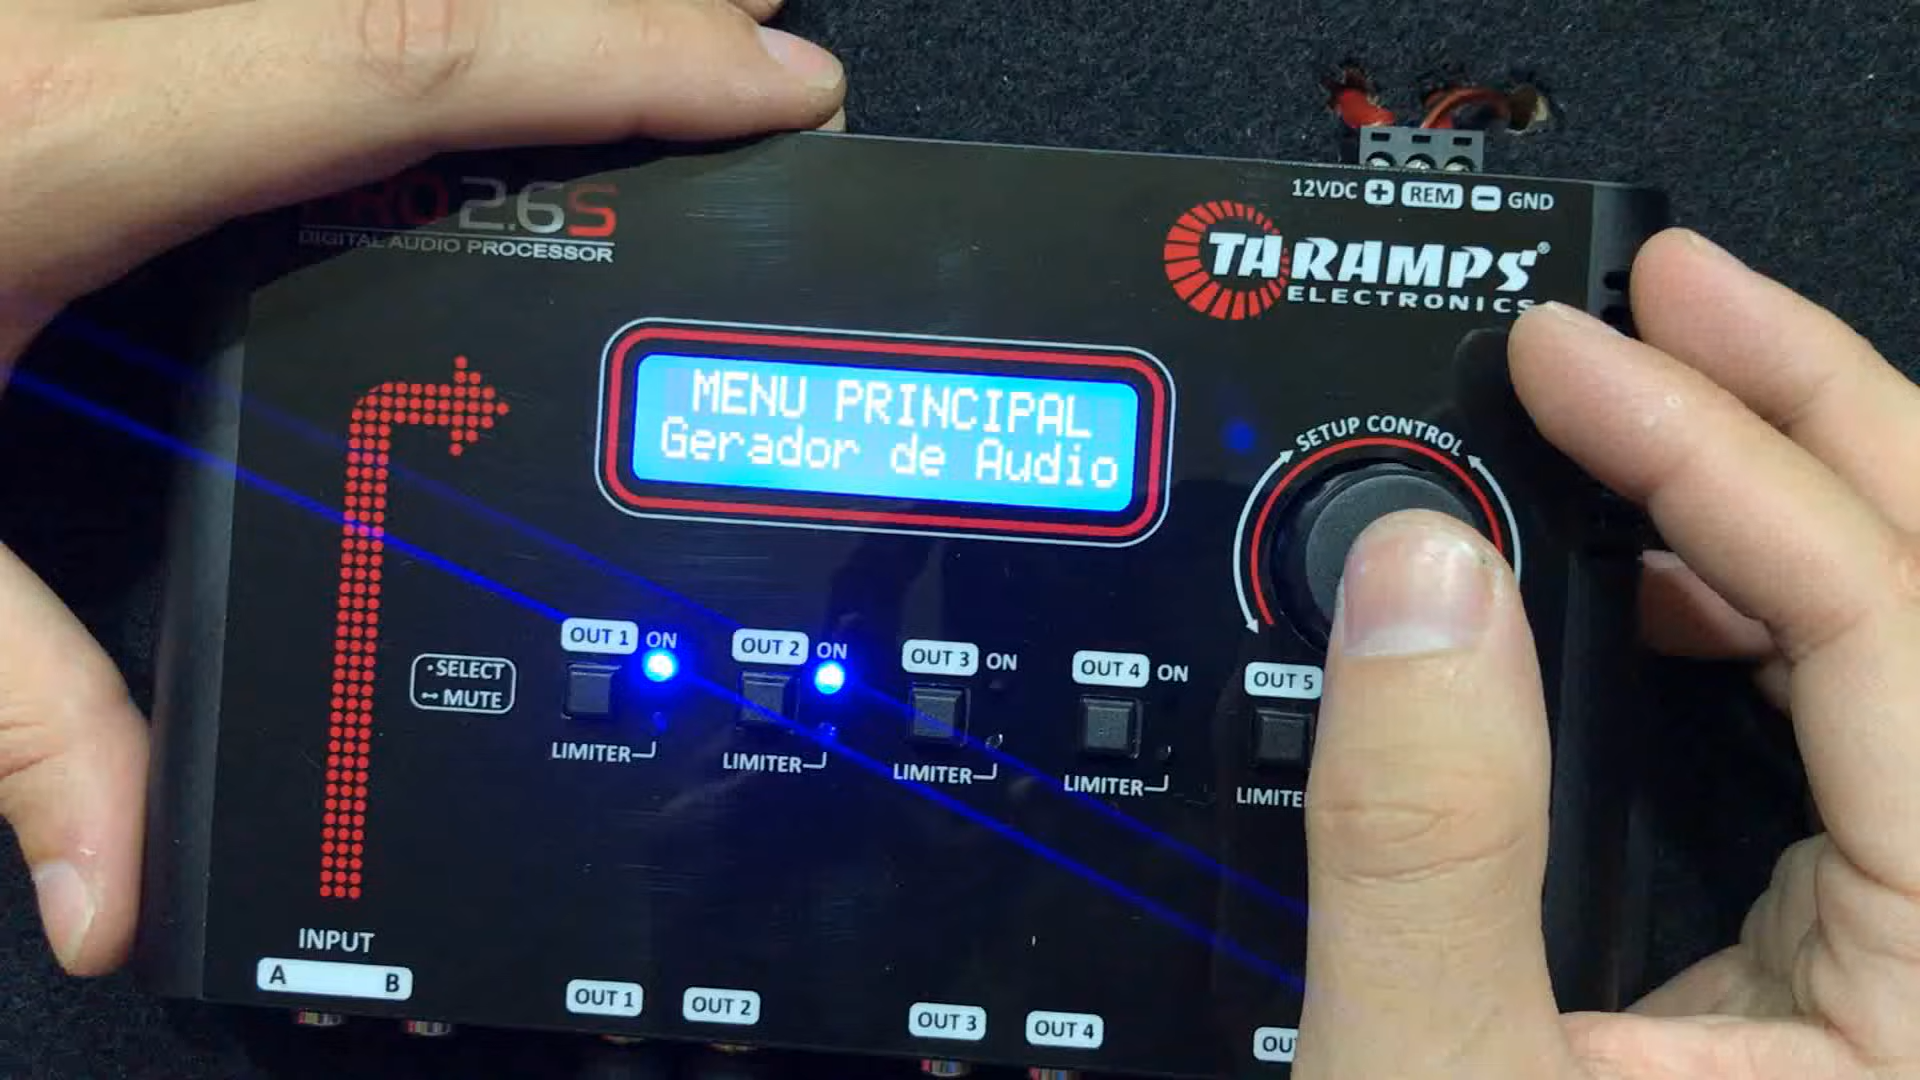 12VDC + REM − GND
PRO 2.6S
DIGITAL AUDIO PROCESSOR
TARAMPS®
ELECTRONICS
MENU PRINCIPAL
Gerador de Audio
SETUP CONTROL
OUT 1 ON
OUT 2 ON
OUT 3 ON
OUT 4 ON
OUT 5
SELECT
MUTE
LIMITER
LIMITER
LIMITER
LIMITER
LIMITE
INPUT
A B
OUT 1
OUT 2
OUT 3
OUT 4